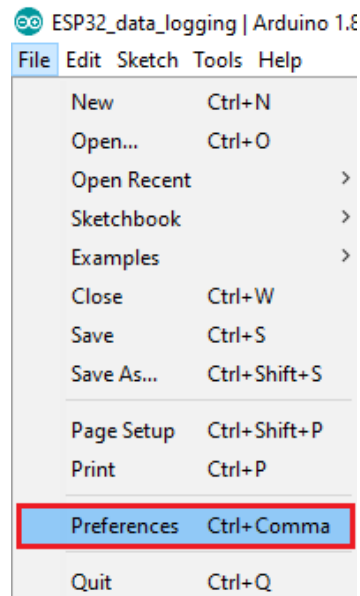 ESP32_data_logging | Arduino 1.8
File Edit Sketch Tools Help
New Ctrl+N
Open... Ctrl+O
Open Recent
Sketchbook
Examples
Close Ctrl+W
Save Ctrl+S
Save As... Ctrl+Shift+S
Page Setup Ctrl+Shift+P
Print Ctrl+P
Preferences Ctrl+Comma
Quit Ctrl+Q